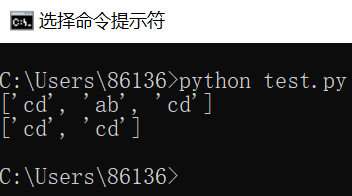 选择命令提示符
C:\Users\86136>python test.py
['cd', 'ab', 'cd']
['cd', 'cd']
C:\Users\86136>